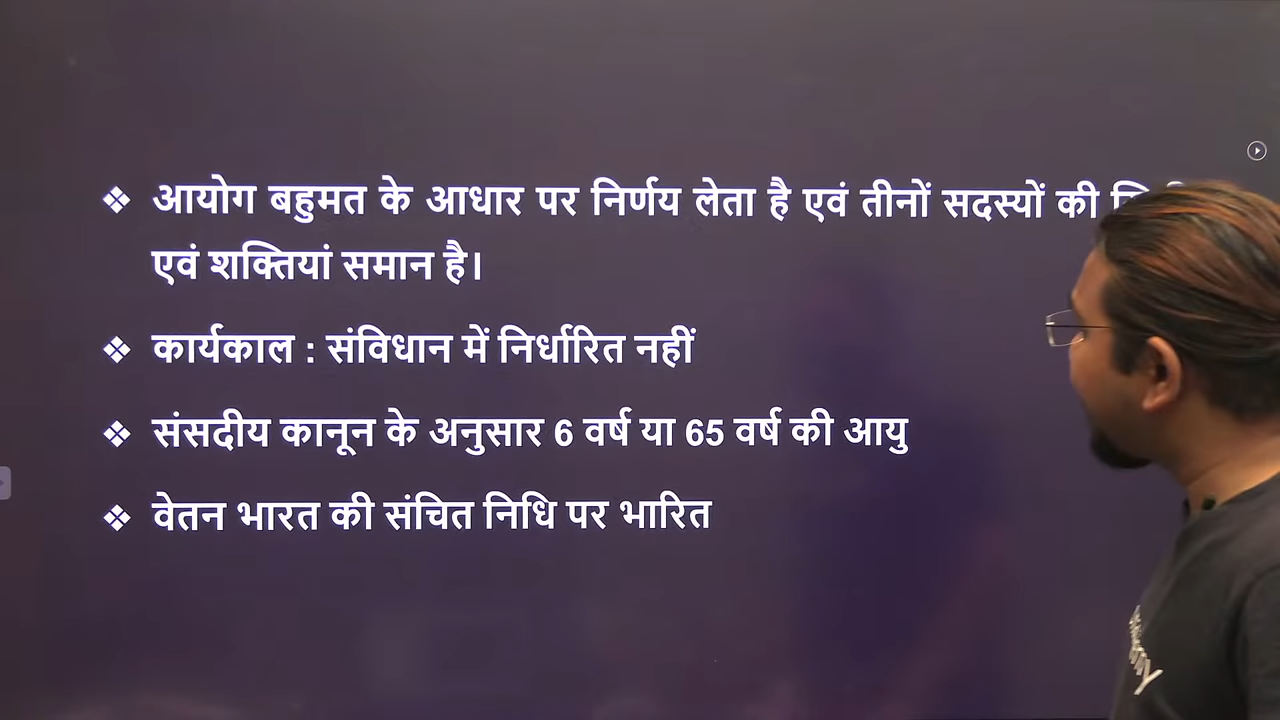 ❖ आयोग बहुमत के आधार पर निर्णय लेता है एवं तीनों सदस्यों की
एवं शक्तियां समान है।
❖ कार्यकाल : संविधान में निर्धारित नहीं
❖ संसदीय कानून के अनुसार 6 वर्ष या 65 वर्ष की आयु
❖ वेतन भारत की संचित निधि पर भारित